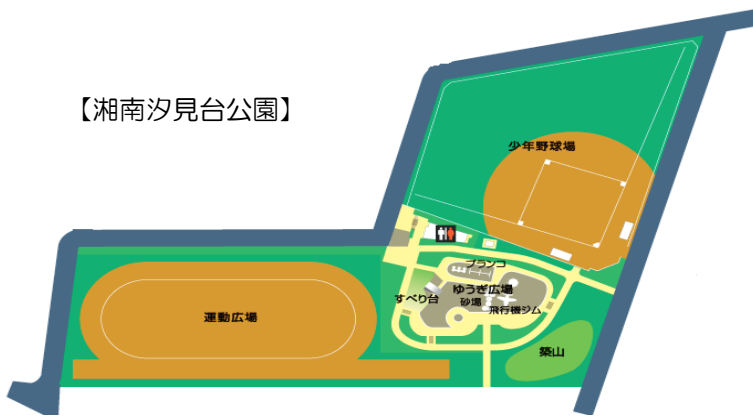 【湘南汐見台公園】
少年野球場
ブランコ
ゆうぎ広場
すべり台
砂場
飛行機ジム
運動広場
築山